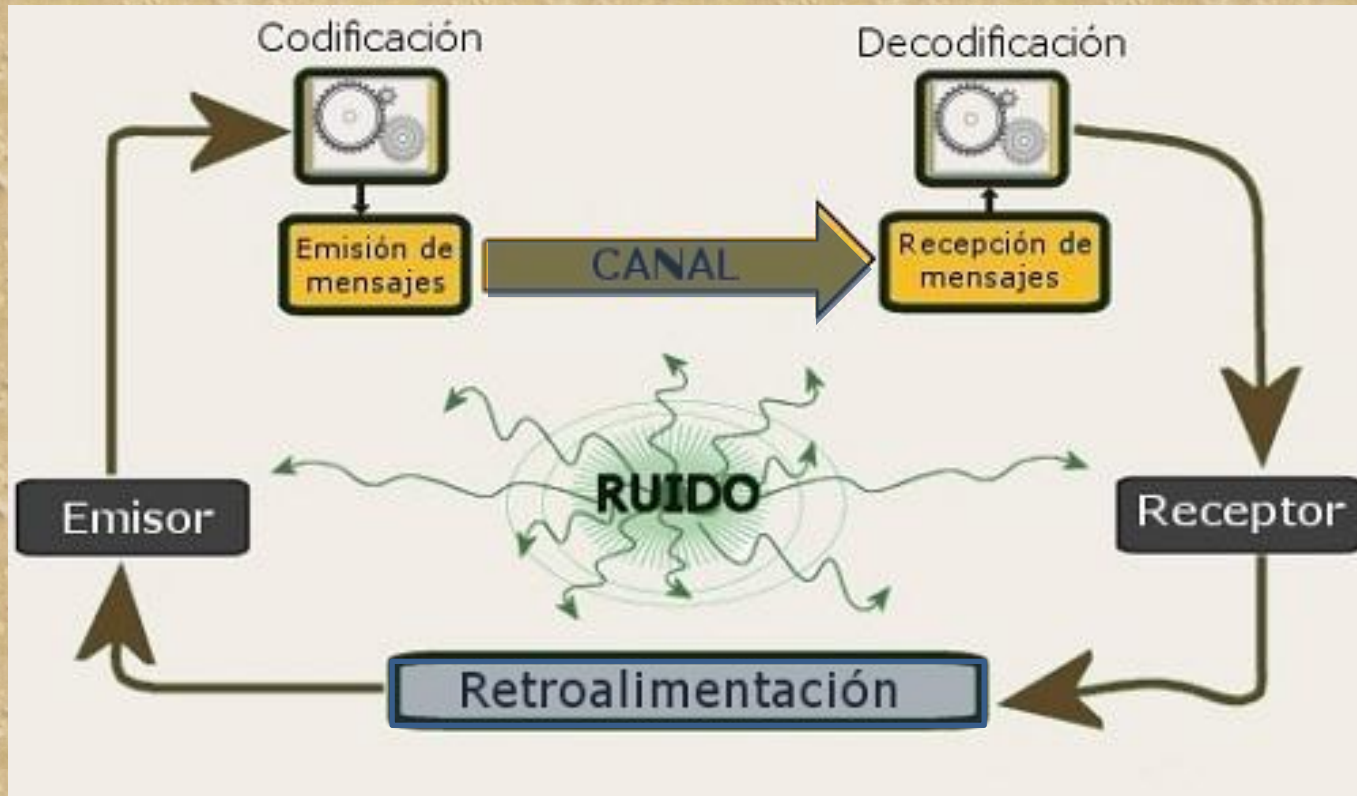 Codificación
Decodificación
Emisión de
mensajes
CANAL
Recepción de
mensajes
RUIDO
Emisor
Receptor
Retroalimentación